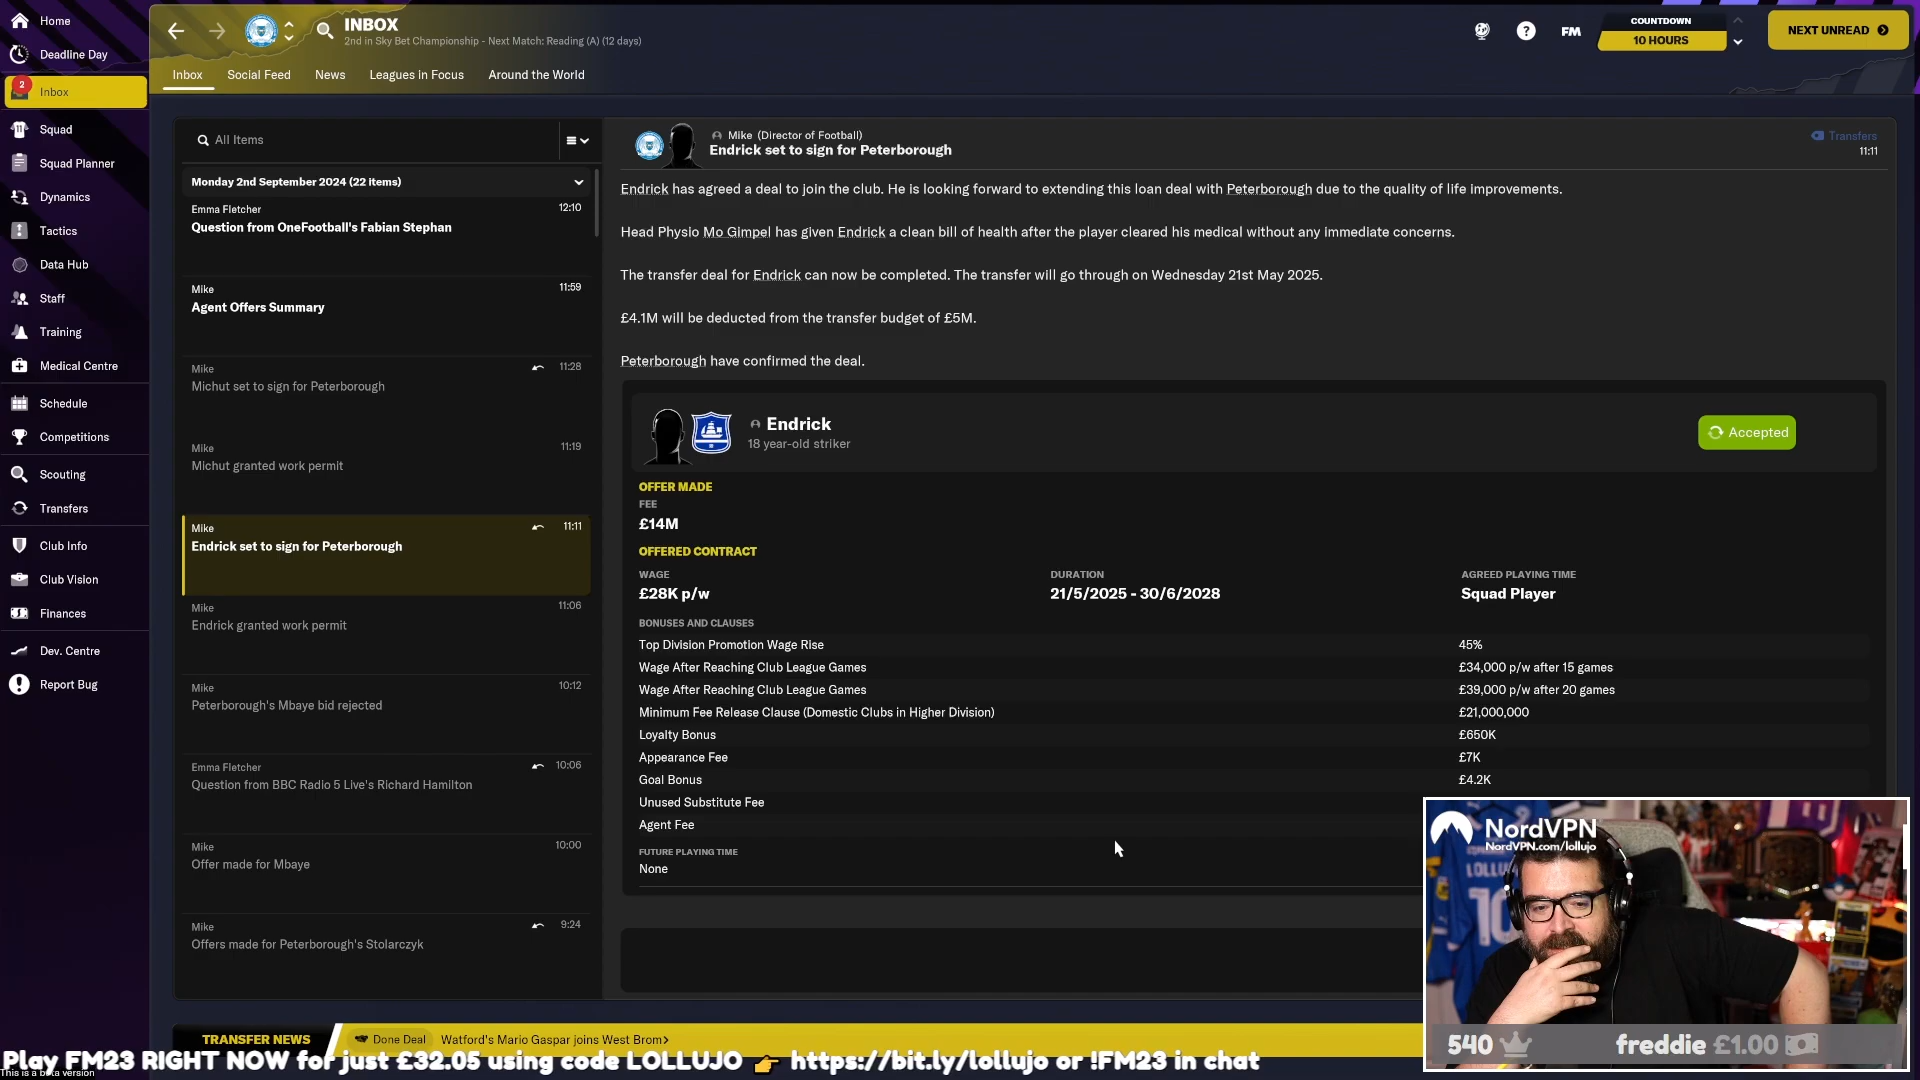 Home
Deadline Day
2
Inbox
Squad
Squad Planner
Dynamics
Tactics
Data Hub
Staff
Training
Medical Centre
Schedule
Competitions
Scouting
Transfers
Club Info
Club Vision
Finances
Dev. Centre
Report Bug
INBOX
2nd in Sky Bet Championship - Next Match: Reading (A) (12 days)
FM
COUNTDOWN
10 HOURS
NEXT UNREAD
Inbox
Social Feed
News
Leagues in Focus
Around the World
All Items
Monday 2nd September 2024 (22 items)
Emma Fletcher 12:10
Question from OneFootball's Fabian Stephan
Mike 11:59
Agent Offers Summary
Mike 11:28
Michut set to sign for Peterborough
Mike 11:19
Michut granted work permit
Mike 11:11
Endrick set to sign for Peterborough
Mike 11:06
Endrick granted work permit
Mike 10:12
Peterborough's Mbaye bid rejected
Emma Fletcher 10:06
Question from BBC Radio 5 Live's Richard Hamilton
Mike 10:00
Offer made for Mbaye
Mike 9:24
Offers made for Peterborough's Stolarczyk
Mike (Director of Football)
Endrick set to sign for Peterborough
Transfers
11:11
Endrick has agreed a deal to join the club. He is looking forward to extending this loan deal with Peterborough due to the quality of life improvements.
Head Physio Mo Gimpel has given Endrick a clean bill of health after the player cleared his medical without any immediate concerns.
The transfer deal for Endrick can now be completed. The transfer will go through on Wednesday 21st May 2025.
£4.1M will be deducted from the transfer budget of £5M.
Peterborough have confirmed the deal.
Endrick
18 year-old striker
Accepted
OFFER MADE
FEE
£14M
OFFERED CONTRACT
WAGE DURATION AGREED PLAYING TIME
£28K p/w 21/5/2025 - 30/6/2028 Squad Player
BONUSES AND CLAUSES
Top Division Promotion Wage Rise 45%
Wage After Reaching Club League Games £34,000 p/w after 15 games
Wage After Reaching Club League Games £39,000 p/w after 20 games
Minimum Fee Release Clause (Domestic Clubs in Higher Division) £21,000,000
Loyalty Bonus £650K
Appearance Fee £7K
Goal Bonus £4.2K
Unused Substitute Fee
Agent Fee
FUTURE PLAYING TIME
None
NordVPN
NordVPN.com/lollujo
540
freddie £1.00
TRANSFER NEWS
Done Deal
Watford's Mario Gaspar joins West Brom>
Play FM23 RIGHT NOW for just £32.05 using code LOLLUJO 👉 https://bit.ly/lollujo or !FM23 in chat
This is a beta version